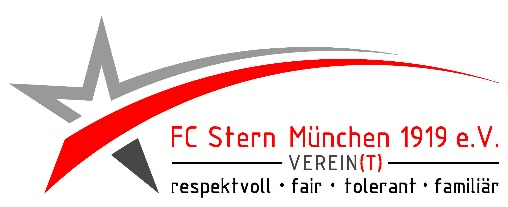 FC Stern München 1919 e.V.
VEREIN(T)
respektvoll · fair · tolerant · familiär